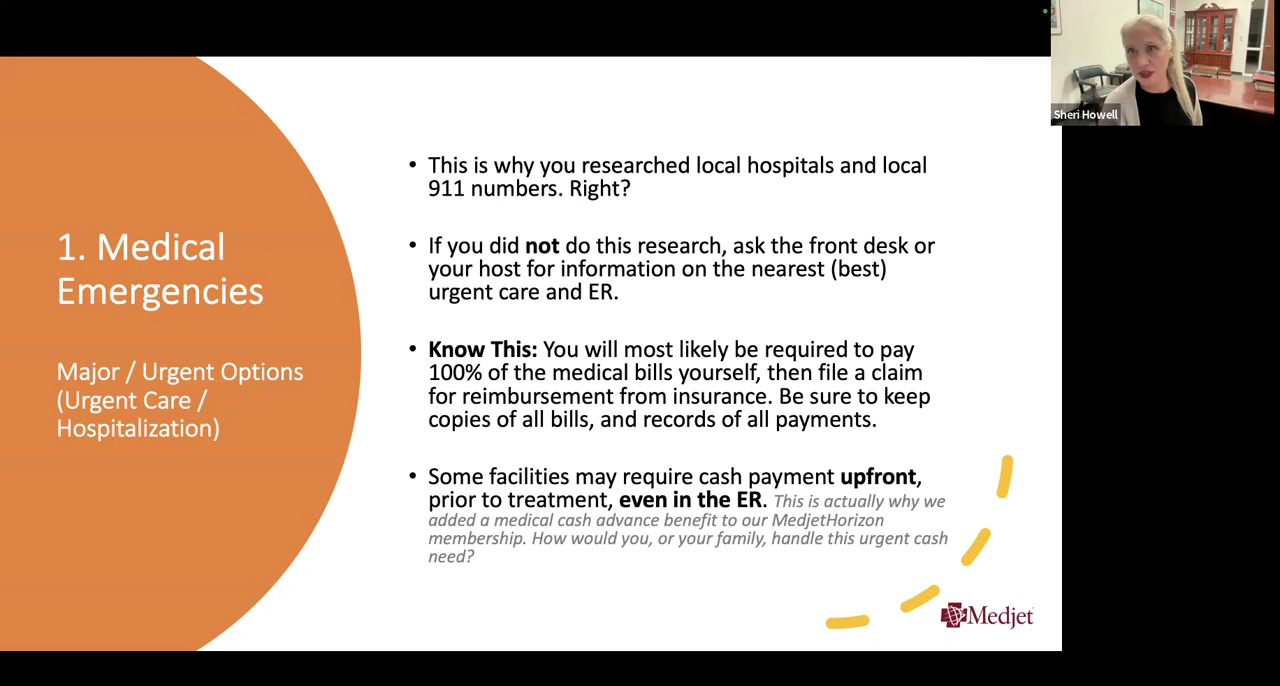 Sheri Howell
1. Medical
Emergencies
Major / Urgent Options
(Urgent Care /
Hospitalization)
• This is why you researched local hospitals and local
911 numbers. Right?
• If you did not do this research, ask the front desk or
your host for information on the nearest (best)
urgent care and ER.
• Know This: You will most likely be required to pay
100% of the medical bills yourself, then file a claim
for reimbursement from insurance. Be sure to keep
copies of all bills, and records of all payments.
• Some facilities may require cash payment upfront,
prior to treatment, even in the ER. This is actually why we
added a medical cash advance benefit to our MedjetHorizon
membership. How would you, or your family, handle this urgent cash
need?
Medjet